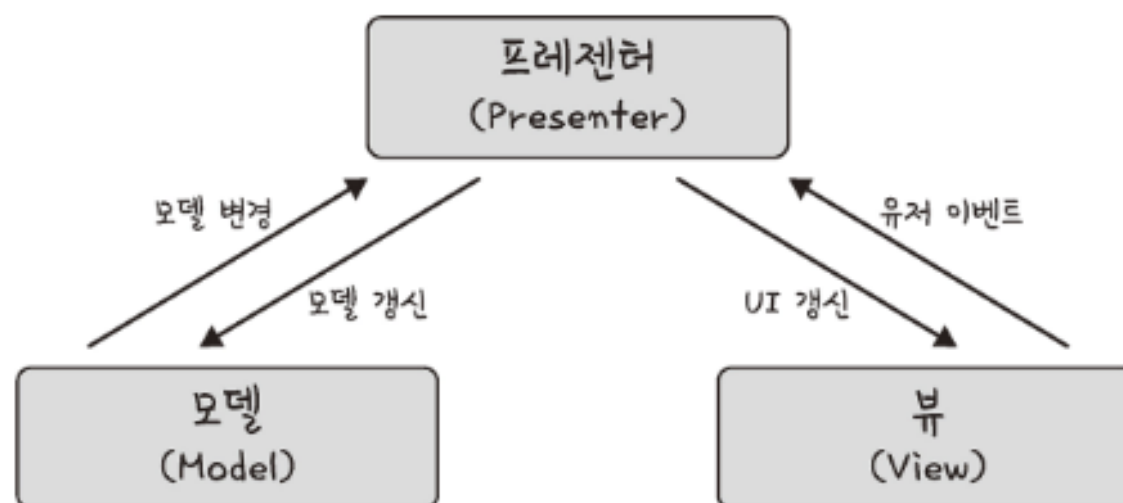 프레젠터
(Presenter)
모델 변경
유저 이벤트
모델 갱신
UI 갱신
모델
(Model)
뷰
(View)